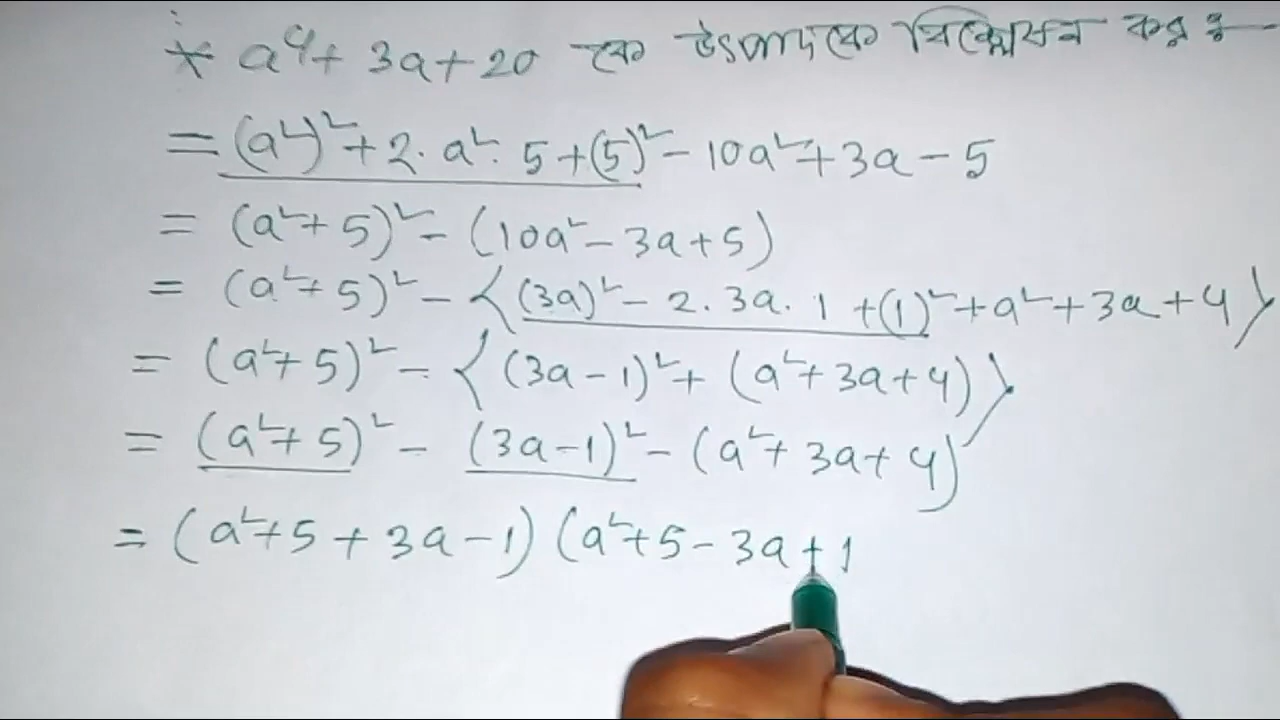 * a⁴ + 3a + 20 কে উৎপাদকে বিশ্লেষন কর ঃ—
= (a²)² + 2. a². 5 + (5)² - 10a² + 3a - 5
= (a² + 5)² - (10a² - 3a + 5)
= (a² + 5)² - {(3a)² - 2. 3a. 1 + (1)² + a² + 3a + 4}
= (a² + 5)² - {(3a - 1)² + (a² + 3a + 4)}
= (a² + 5)² - (3a - 1)² - (a² + 3a + 4)
= (a² + 5 + 3a - 1) (a² + 5 - 3a + 1